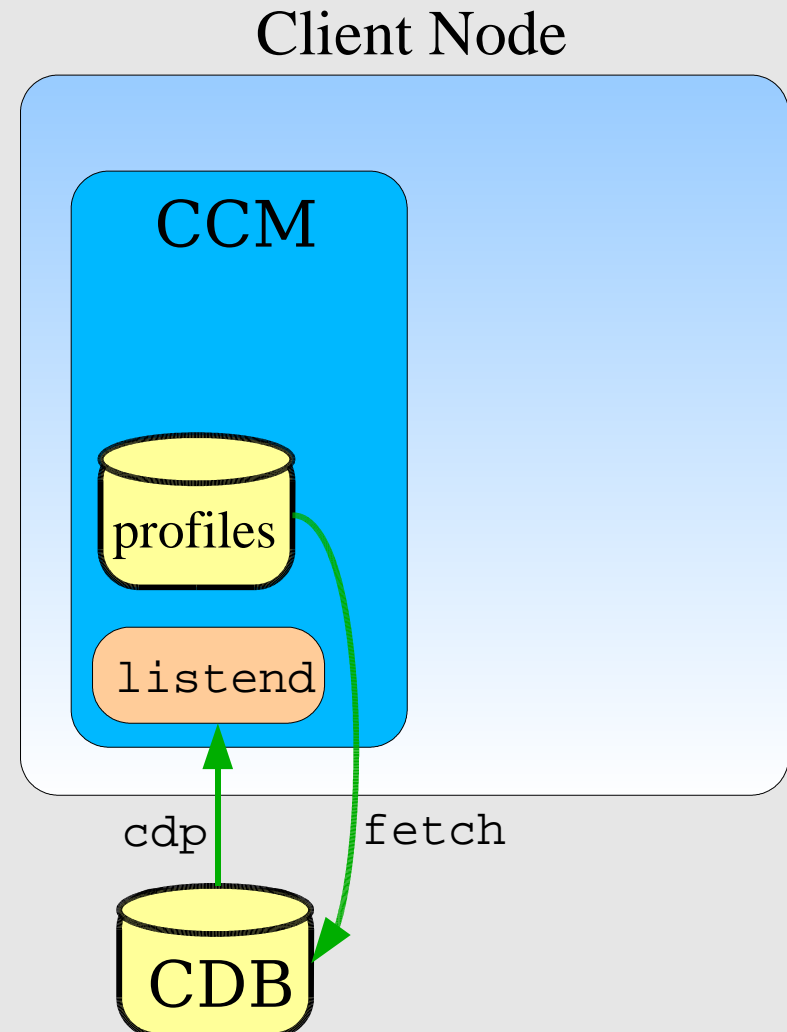 Client Node
CCM
profiles
listend
cdp
fetch
CDB